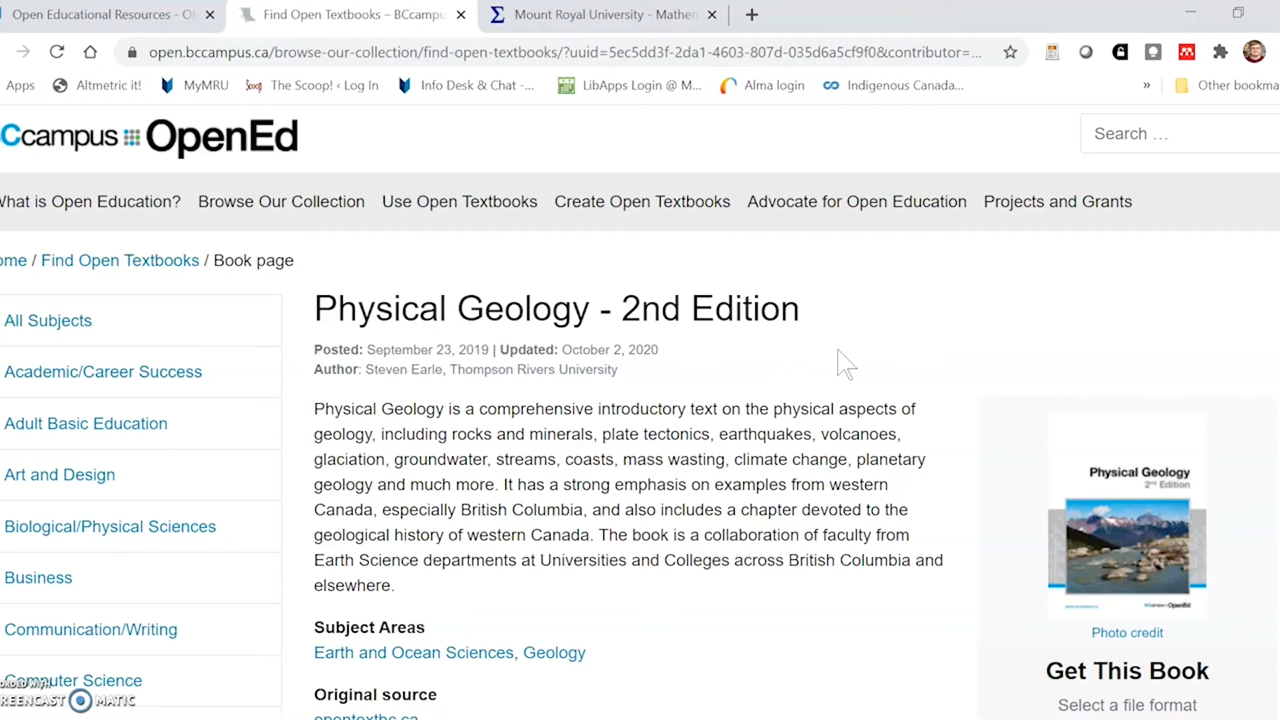 Open Educational Resources - O
Find Open Textbooks – BCcampu
Mount Royal University - Mathem
open.bccampus.ca/browse-our-collection/find-open-textbooks/?uuid=5ec5dd3f-2da1-4603-807d-035d6a5cf9f0&contributor=...
Apps
Altmetric it!
MyMRU
The Scoop! ‹ Log In
Info Desk & Chat -...
LibApps Login @ M...
Alma login
Indigenous Canada...
»
Other bookma
Ccampus OpenEd
Search …
What is Open Education?
Browse Our Collection
Use Open Textbooks
Create Open Textbooks
Advocate for Open Education
Projects and Grants
ome / Find Open Textbooks / Book page
All Subjects
Academic/Career Success
Adult Basic Education
Art and Design
Biological/Physical Sciences
Business
Communication/Writing
Computer Science
Physical Geology - 2nd Edition
Posted: September 23, 2019 | Updated: October 2, 2020
Author: Steven Earle, Thompson Rivers University
Physical Geology is a comprehensive introductory text on the physical aspects of
geology, including rocks and minerals, plate tectonics, earthquakes, volcanoes,
glaciation, groundwater, streams, coasts, mass wasting, climate change, planetary
geology and much more. It has a strong emphasis on examples from western
Canada, especially British Columbia, and also includes a chapter devoted to the
geological history of western Canada. The book is a collaboration of faculty from
Earth Science departments at Universities and Colleges across British Columbia and
elsewhere.
Subject Areas
Earth and Ocean Sciences, Geology
Original source
opentextbc.ca
Physical Geology
2nd Edition
Photo credit
Get This Book
Select a file format
ORDED WITH
REENCAST MATIC